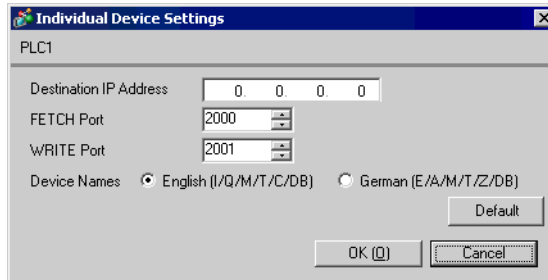 Individual Device Settings
PLC1
Destination IP Address 0. 0. 0. 0
FETCH Port 2000
WRITE Port 2001
Device Names English (I/Q/M/T/C/DB) German (E/A/M/T/Z/DB)
Default
OK (O) Cancel